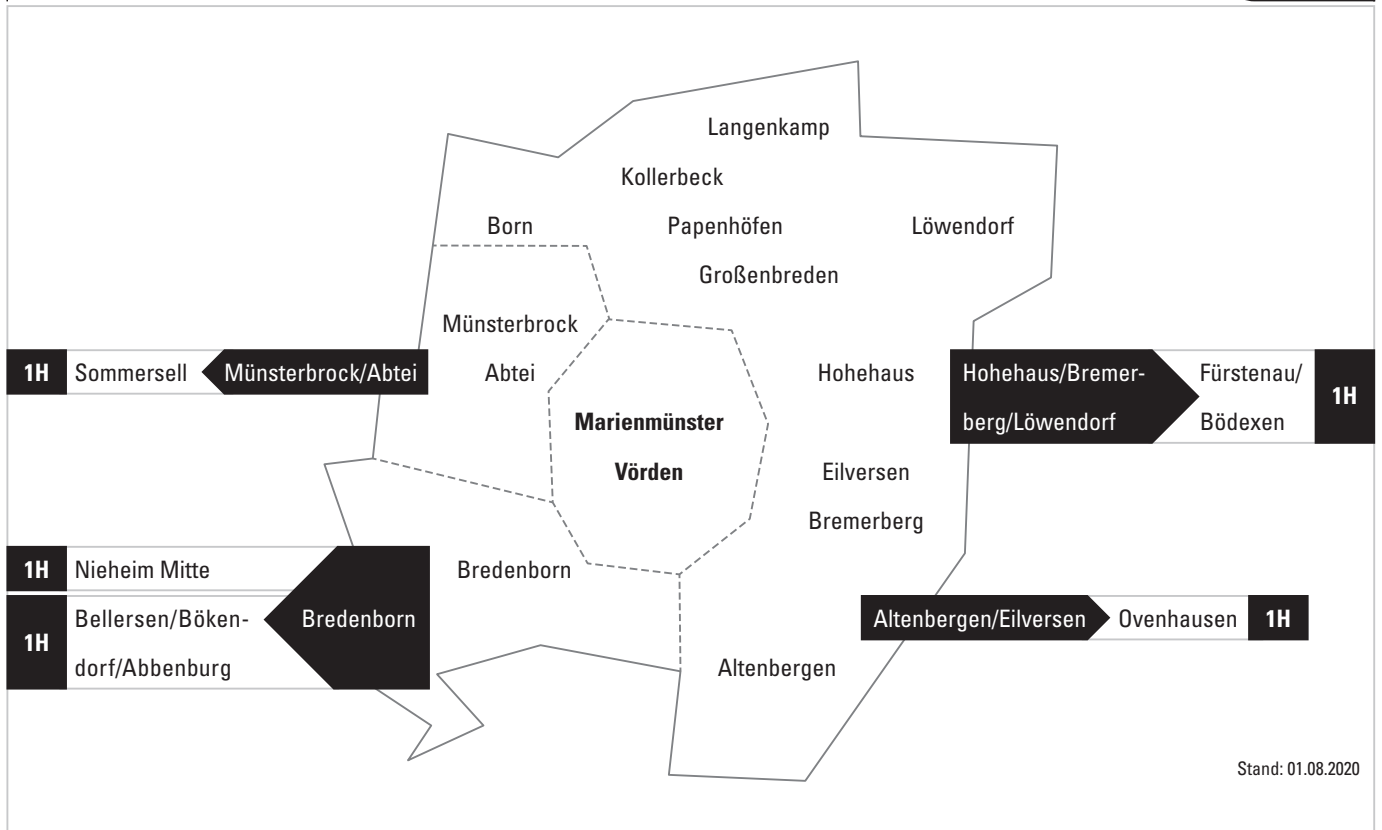 Langenkamp
Kollerbeck
Born
Papenhöfen
Löwendorf
Großenbreden
Münsterbrock
1H Sommersell Münsterbrock/Abtei
Abtei
Hohehaus
Hohehaus/Bremer-
berg/Löwendorf
Fürstenau/
Bödexen
1H
Marienmünster
Vörden
Eilversen
Bremerberg
1H Nieheim Mitte
Bredenborn
1H
Bellersen/Böken-
dorf/Abbenburg
Bredenborn
Altenbergen/Eilversen Ovenhausen 1H
Altenbergen
Stand: 01.08.2020